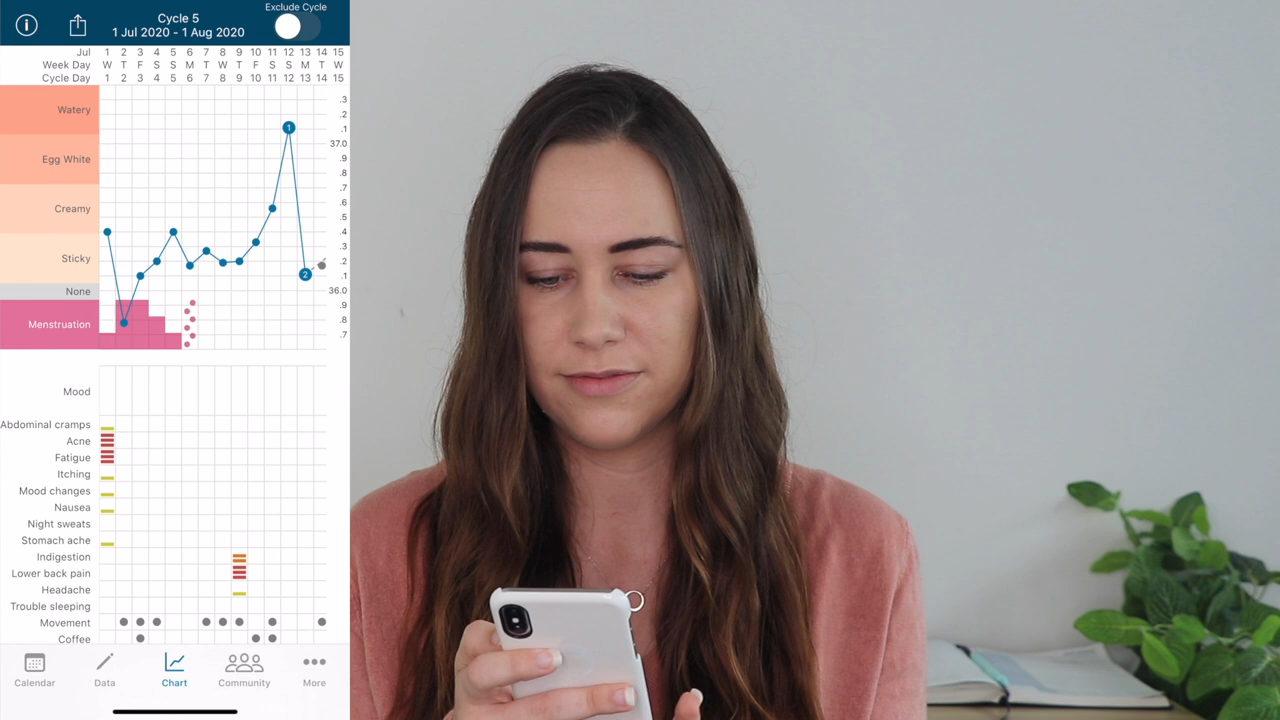 Exclude Cycle
Cycle 5
1 Jul 2020 - 1 Aug 2020
Jul 1 2 3 4 5 6 7 8 9 10 11 12 13 14 15
Week Day W T F S S M T W T F S S M T W
Cycle Day 1 2 3 4 5 6 7 8 9 10 11 12 13 14 15
Watery
Egg White
Creamy
Sticky
None
Menstruation
.3
.2
.1
37.0
.9
.8
.7
.6
.5
.4
.3
.2
.1
36.0
.9
.8
.7
1
2
Mood
Abdominal cramps
Acne
Fatigue
Itching
Mood changes
Nausea
Night sweats
Stomach ache
Indigestion
Lower back pain
Headache
Trouble sleeping
Movement
Coffee
Calendar Data Chart Community More